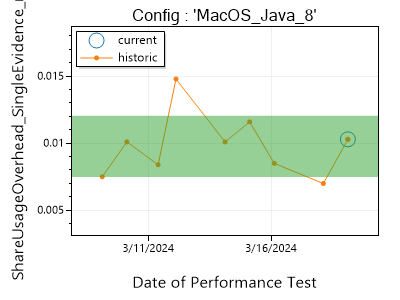 Config : 'MacOS_Java_8'
current
historic
ShareUsageOverhead_SingleEvidence_
0.015
0.01
0.005
3/11/2024
3/16/2024
Date of Performance Test